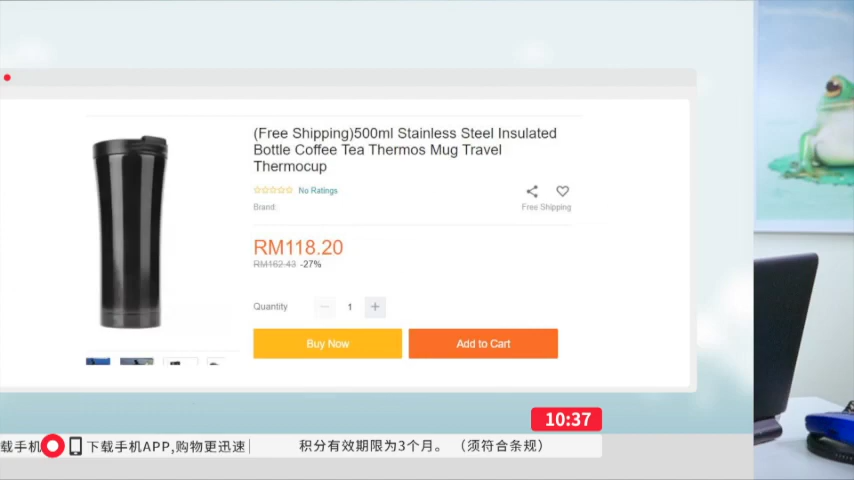 (Free Shipping)500ml Stainless Steel Insulated
Bottle Coffee Tea Thermos Mug Travel
Thermocup
No Ratings
Brand:
Free Shipping
RM118.20
RM162.43 -27%
Quantity
1
Buy Now
Add to Cart
10:37
载手机
下载手机APP,购物更迅速
积分有效期限为3个月。（须符合条规）